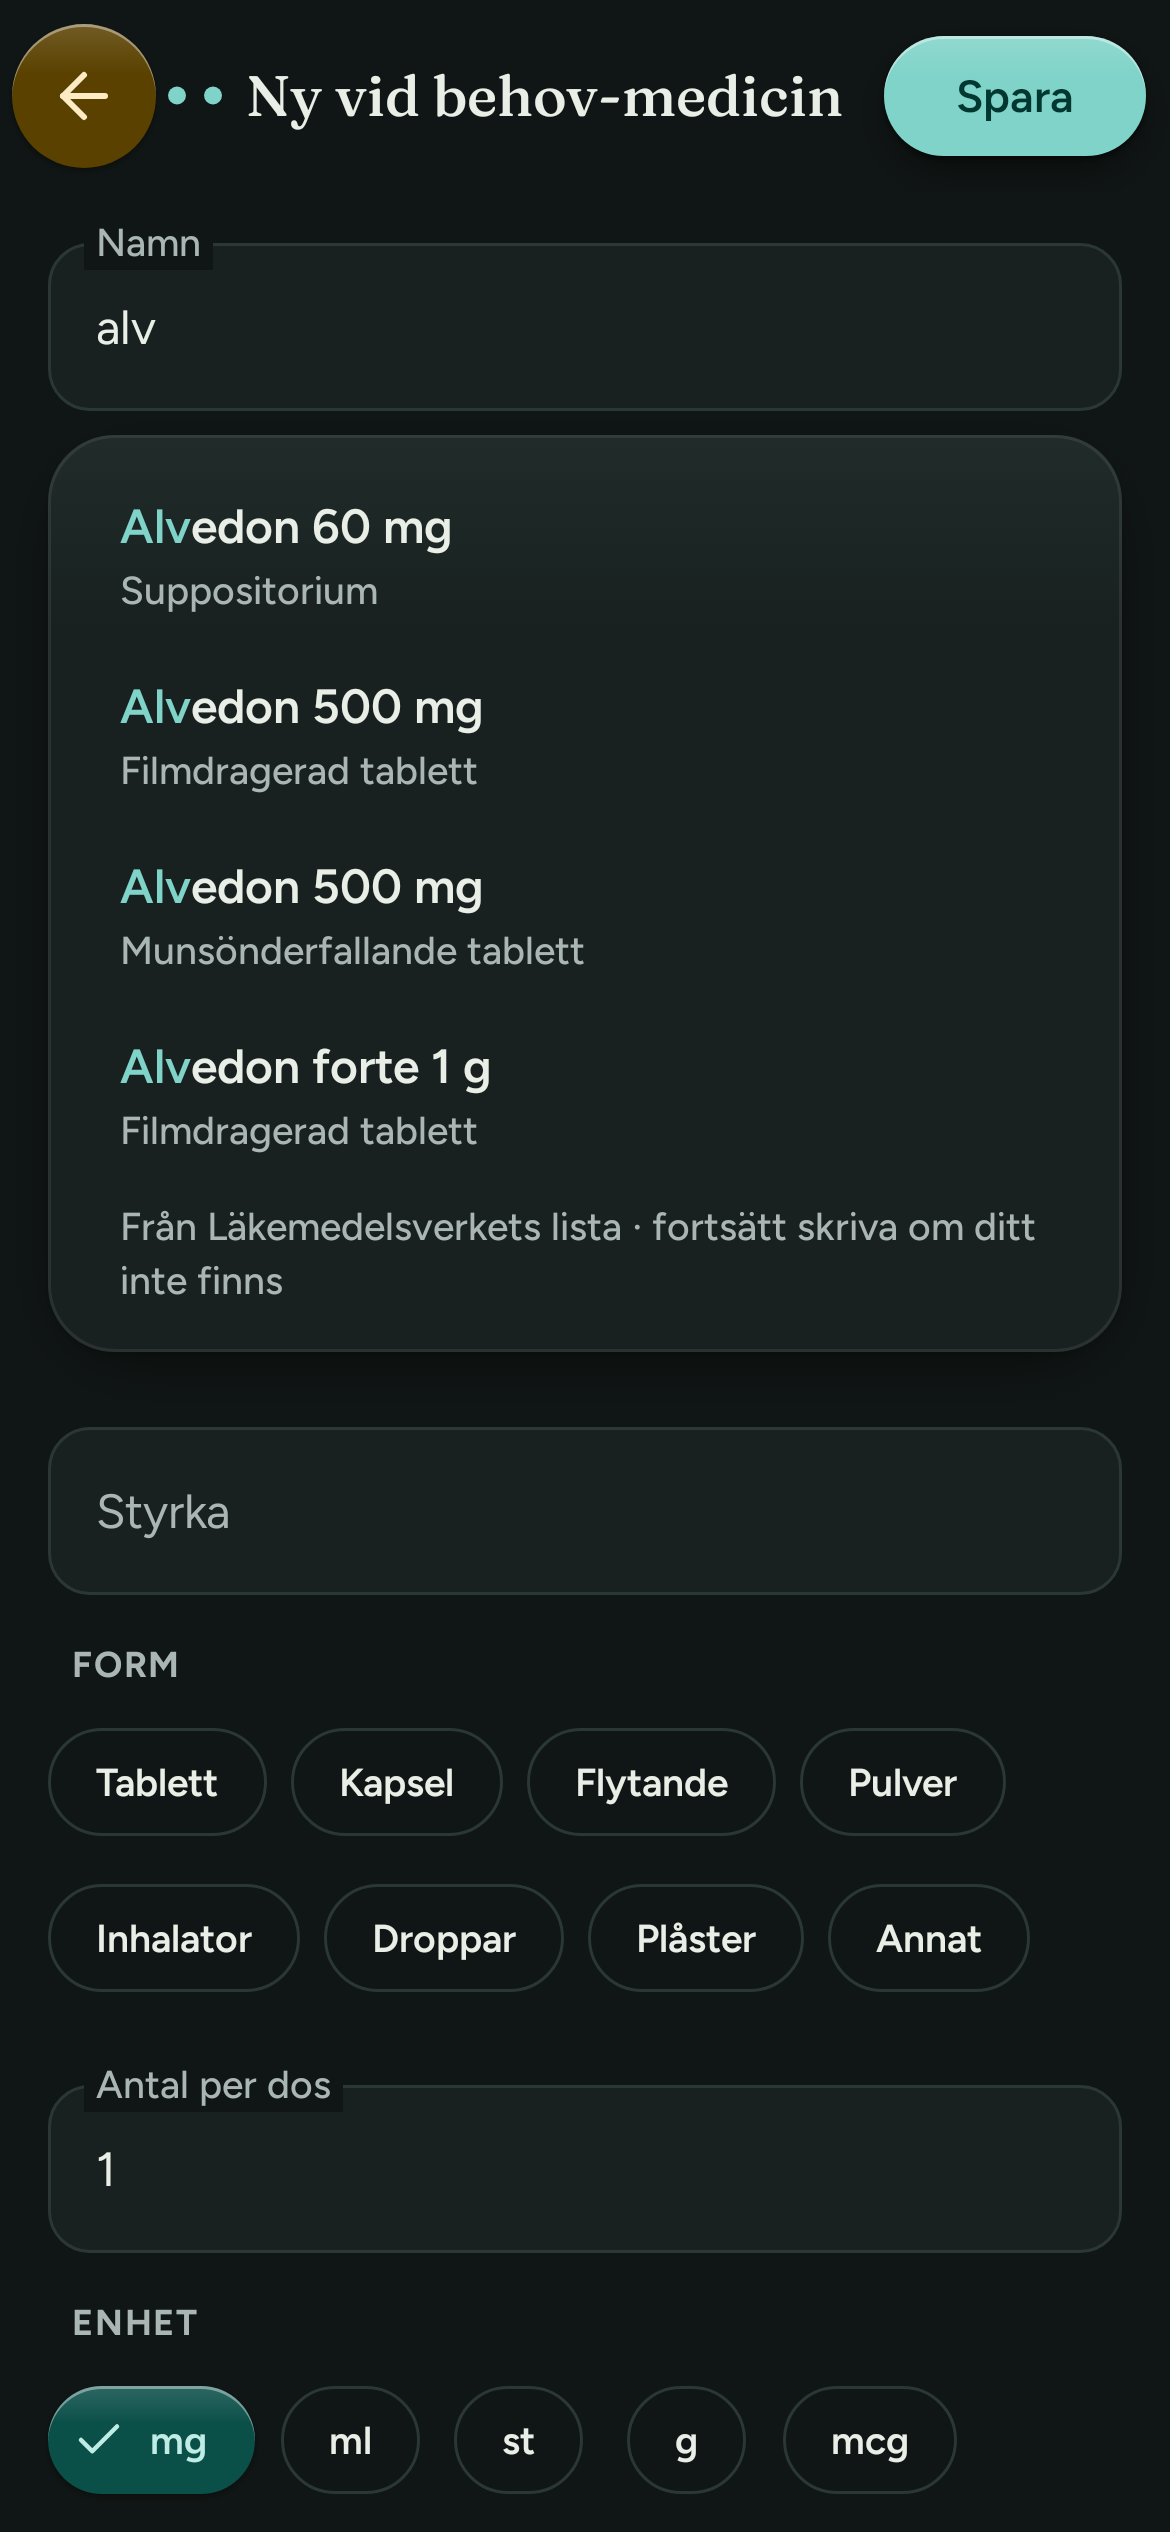 Ny vid behov-medicin
Spara
Namn
alv
Alvedon 60 mg
Suppositorium
Alvedon 500 mg
Filmdragerad tablett
Alvedon 500 mg
Munsönderfallande tablett
Alvedon forte 1 g
Filmdragerad tablett
Från Läkemedelsverkets lista · fortsätt skriva om ditt
inte finns
Styrka
FORM
Tablett Kapsel Flytande Pulver
Inhalator Droppar Plåster Annat
Antal per dos
1
ENHET
mg ml st g mcg